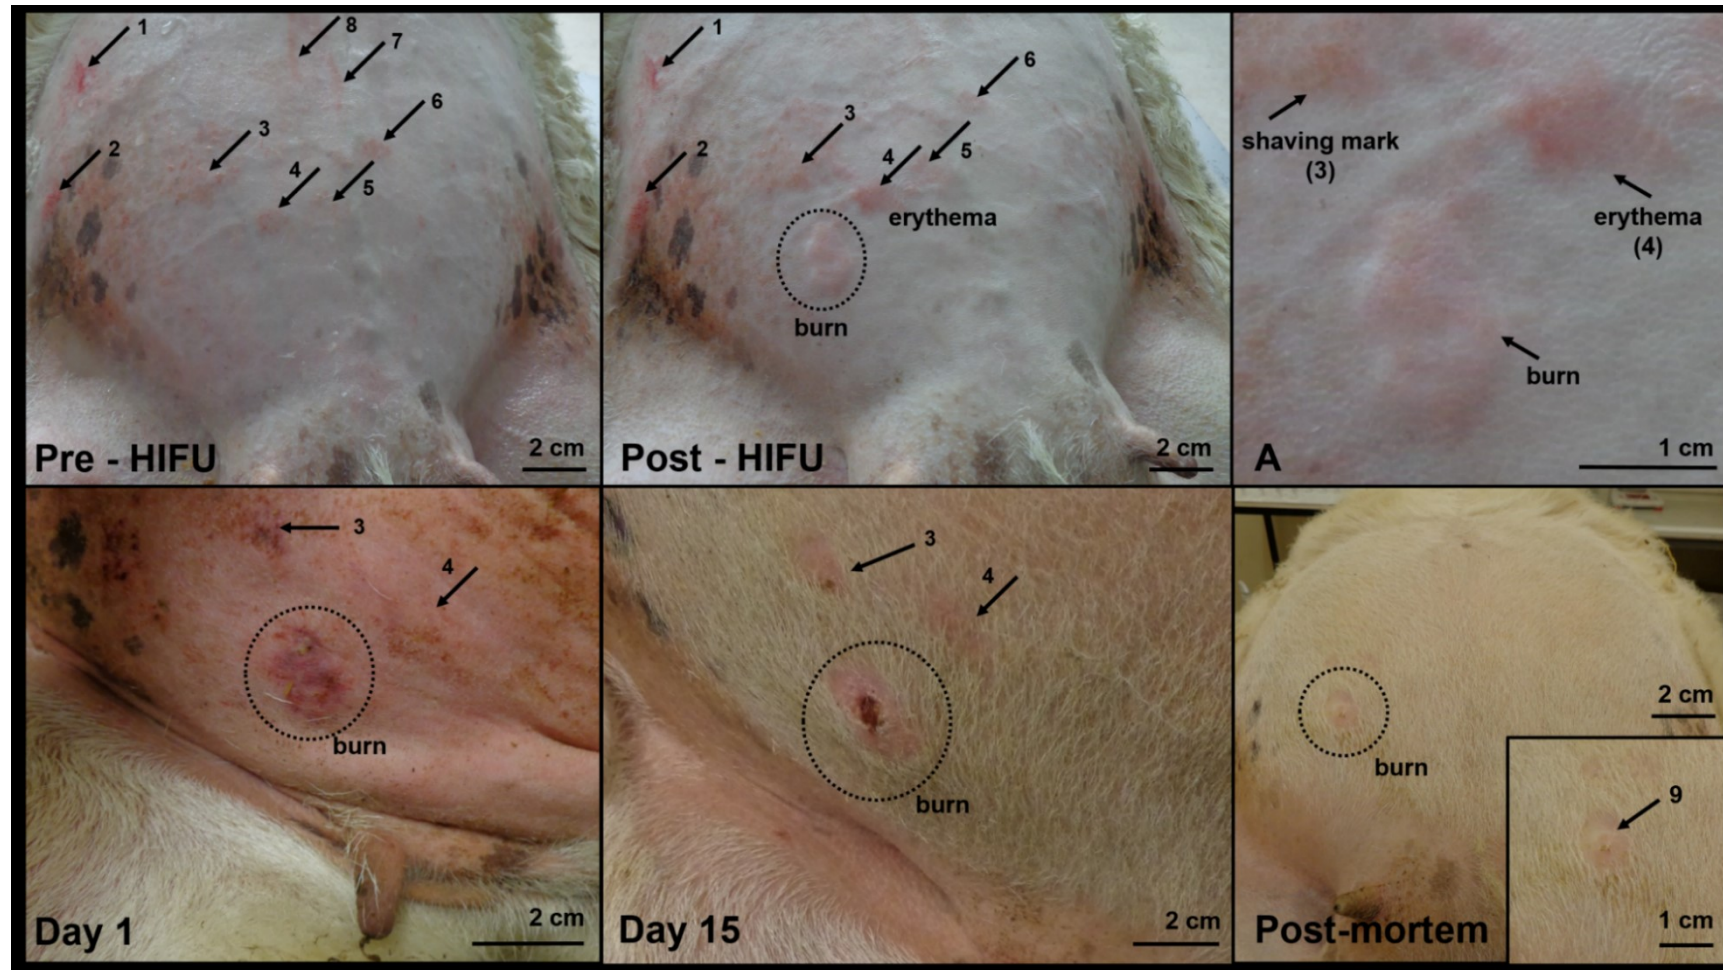 1
8
7
6
3
2
4
5
Pre - HIFU
2 cm
1
6
3
2
4
5
erythema
burn
Post - HIFU
2 cm
shaving mark
(3)
erythema
(4)
burn
A
1 cm
3
4
burn
Day 1
2 cm
3
4
burn
Day 15
2 cm
2 cm
burn
9
Post-mortem
1 cm